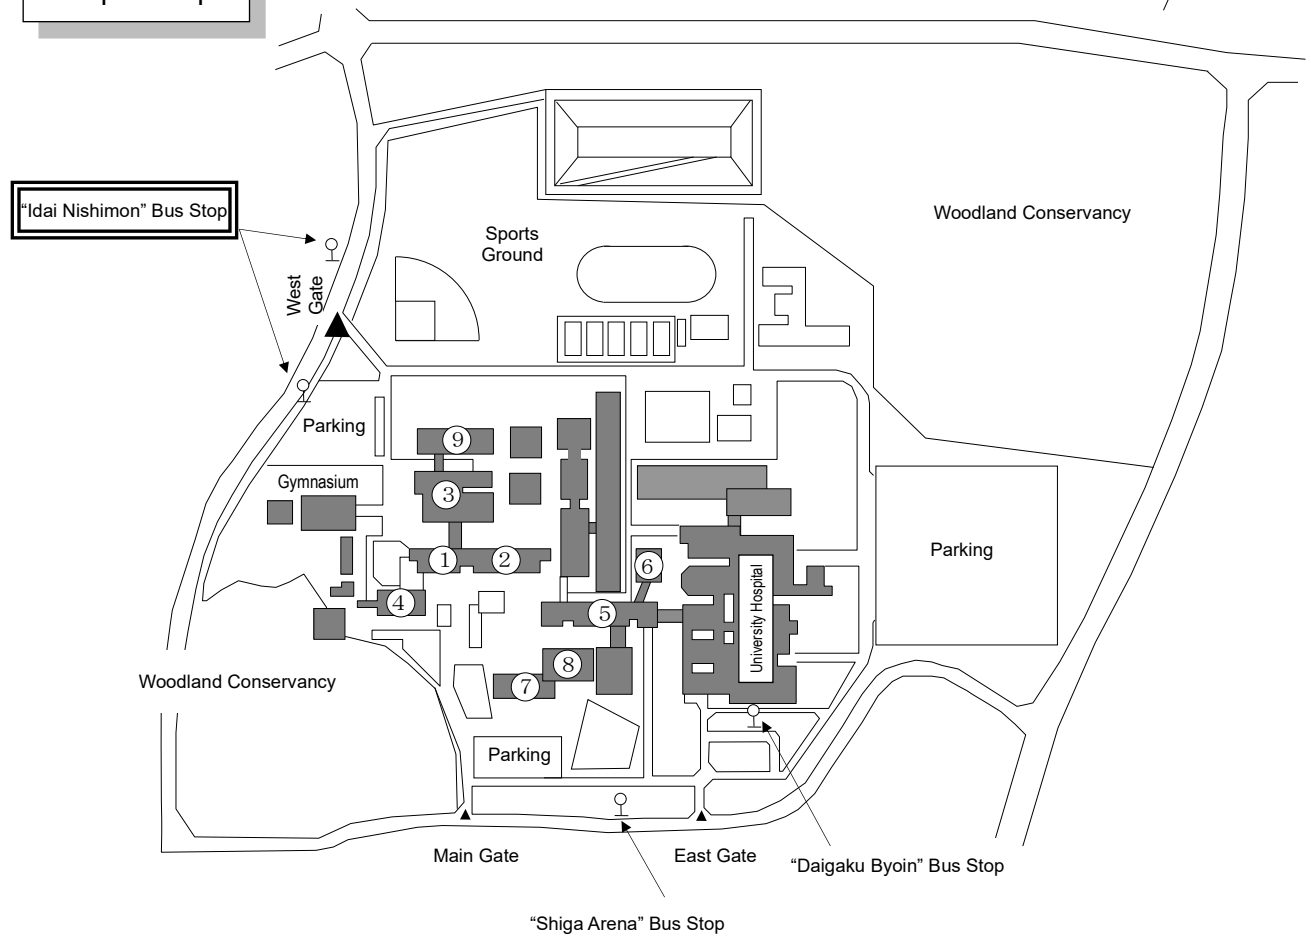 “Idai Nishimon” Bus Stop
Woodland Conservancy
Sports
Ground
West
Gate
Parking
9
Gymnasium
3
Parking
1
2
6
University Hospital
4
5
8
Woodland Conservancy
7
Parking
Main Gate
East Gate
“Daigaku Byoin” Bus Stop
“Shiga Arena” Bus Stop